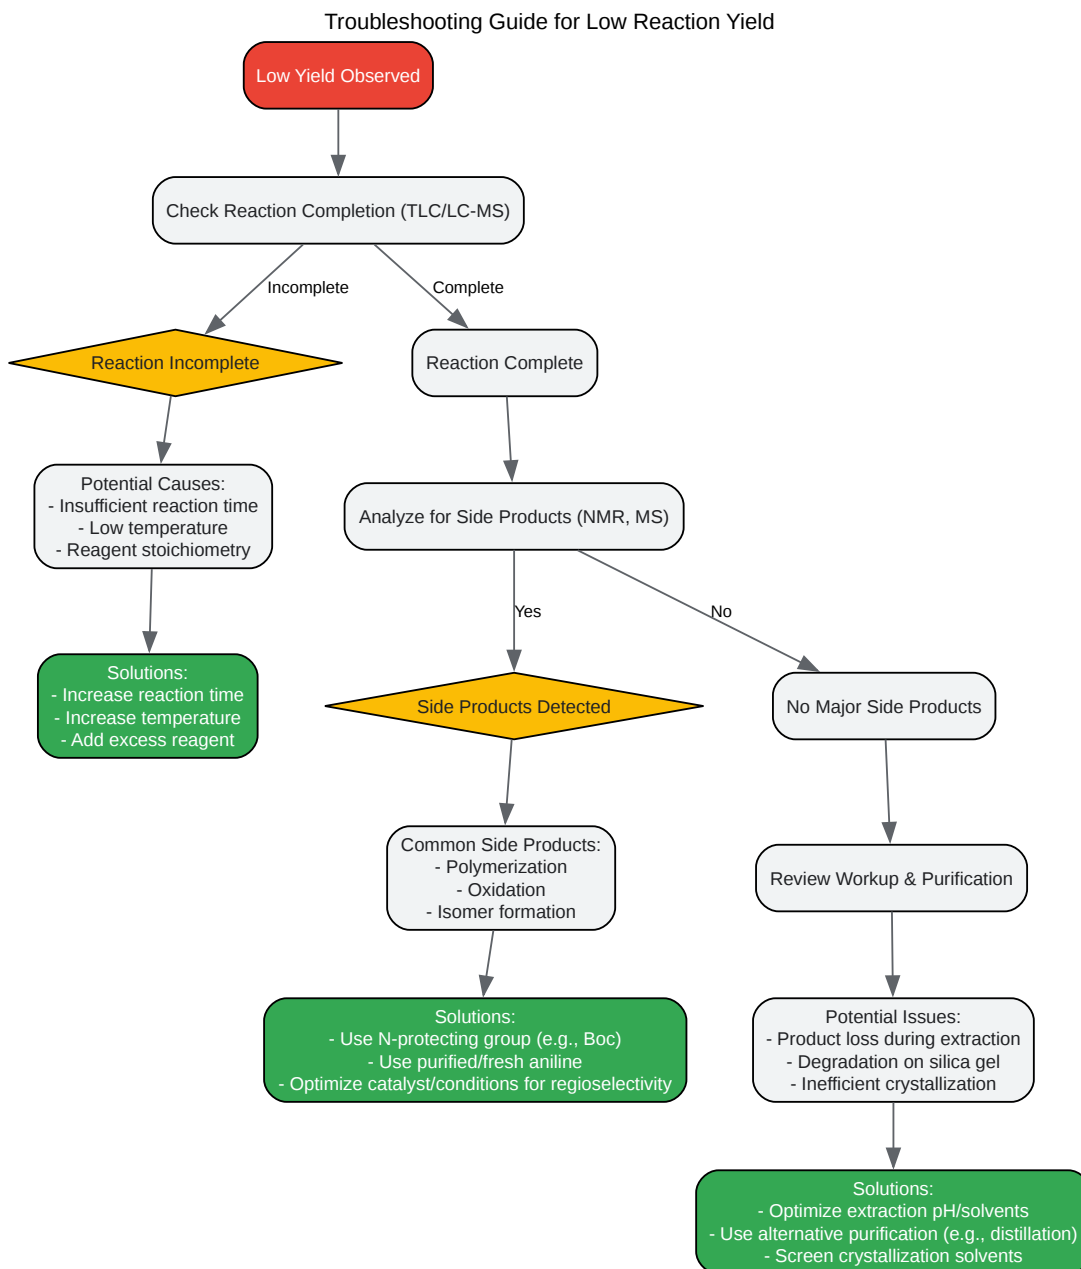 Troubleshooting Guide for Low Reaction Yield
Low Yield Observed
Check Reaction Completion (TLC/LC-MS)
Incomplete
Complete
Reaction Incomplete
Reaction Complete
Potential Causes:
- Insufficient reaction time
- Low temperature
- Reagent stoichiometry
Analyze for Side Products (NMR, MS)
Yes
No
Solutions:
- Increase reaction time
- Increase temperature
- Add excess reagent
Side Products Detected
No Major Side Products
Common Side Products:
- Polymerization
- Oxidation
- Isomer formation
Review Workup & Purification
Solutions:
- Use N-protecting group (e.g., Boc)
- Use purified/fresh aniline
- Optimize catalyst/conditions for regioselectivity
Potential Issues:
- Product loss during extraction
- Degradation on silica gel
- Inefficient crystallization
Solutions:
- Optimize extraction pH/solvents
- Use alternative purification (e.g., distillation)
- Screen crystallization solvents